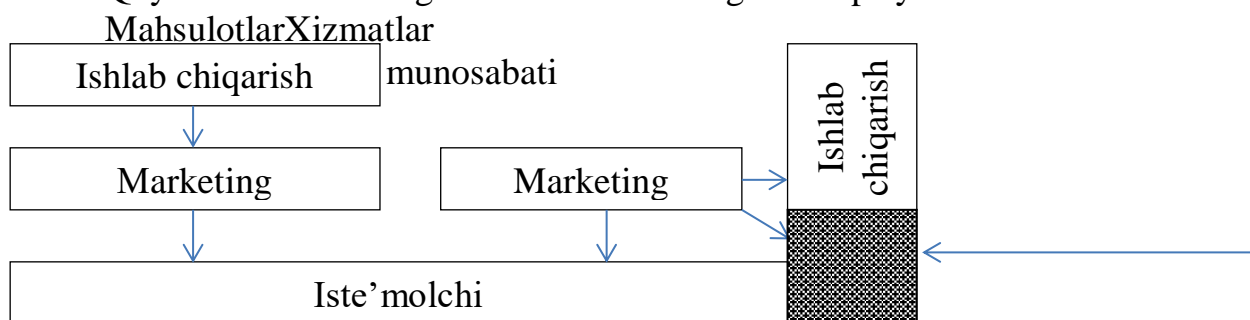 MahsulotlarXizmatlar
Ishlab chiqarish
munosabati
Ishlab
chiqarish
Marketing
Marketing
Iste’molchi